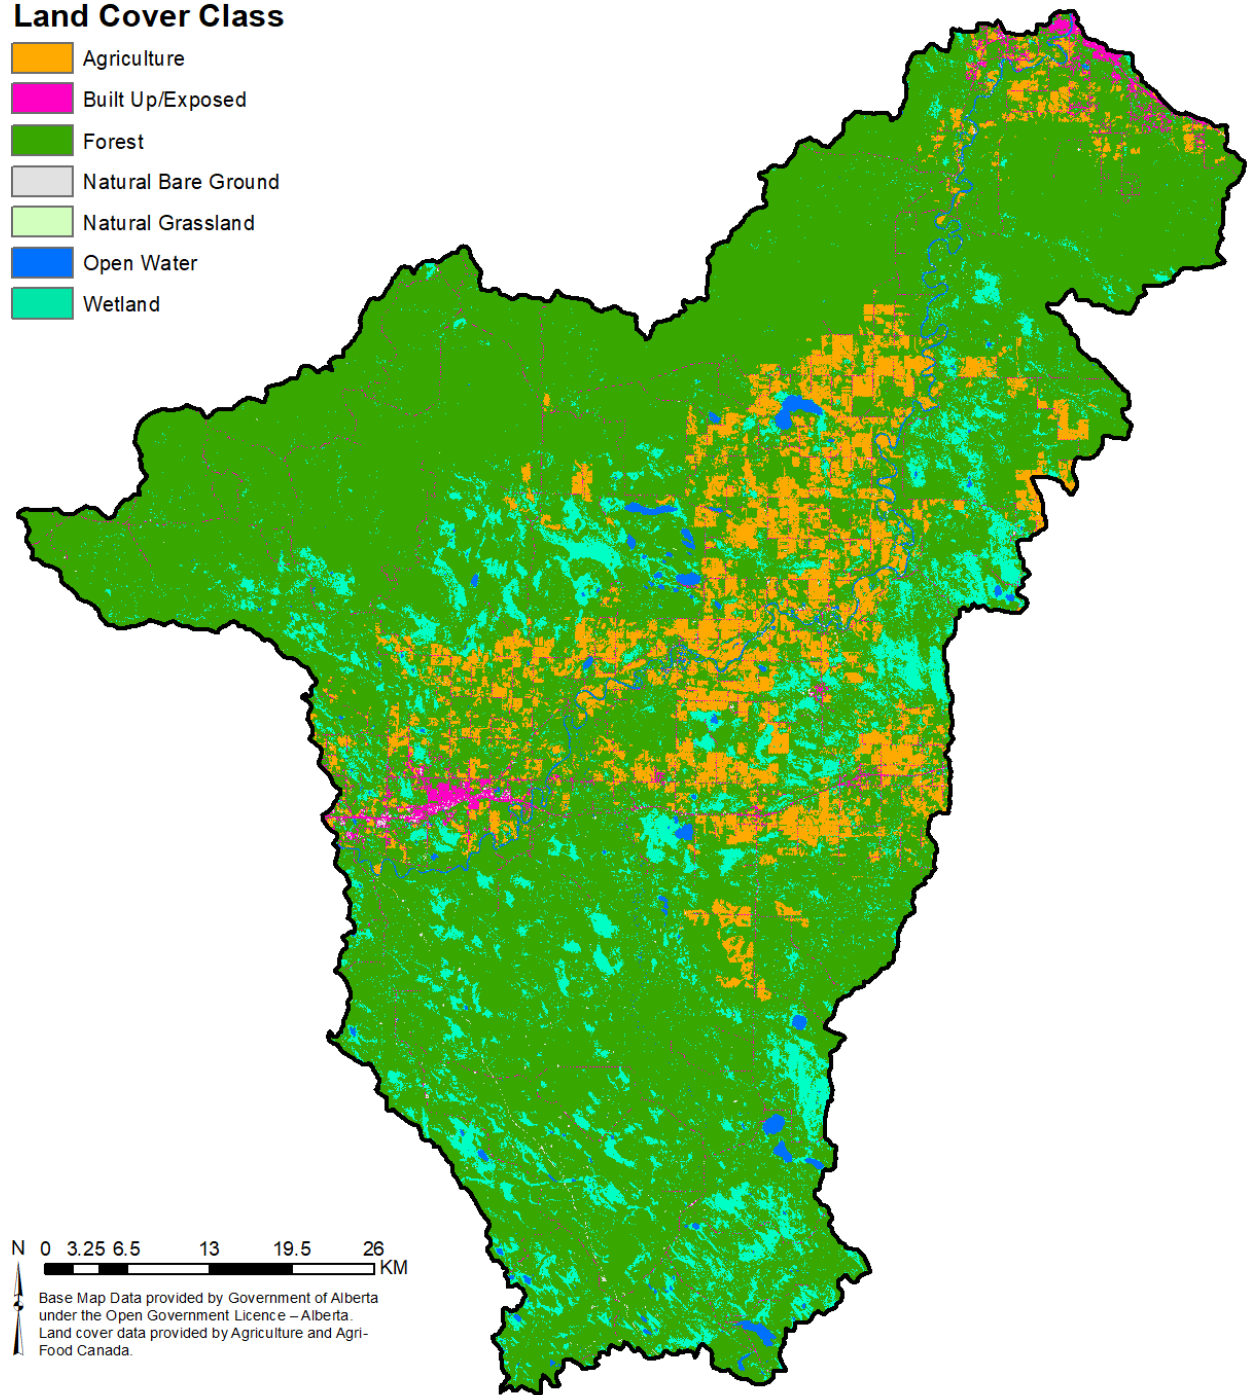 Land Cover Class
Agriculture
Built Up/Exposed
Forest
Natural Bare Ground
Natural Grassland
Open Water
Wetland
N 0 3.25 6.5 13 19.5 26
KM
Base Map Data provided by Government of Alberta
under the Open Government Licence – Alberta.
Land cover data provided by Agriculture and Agri-
Food Canada.